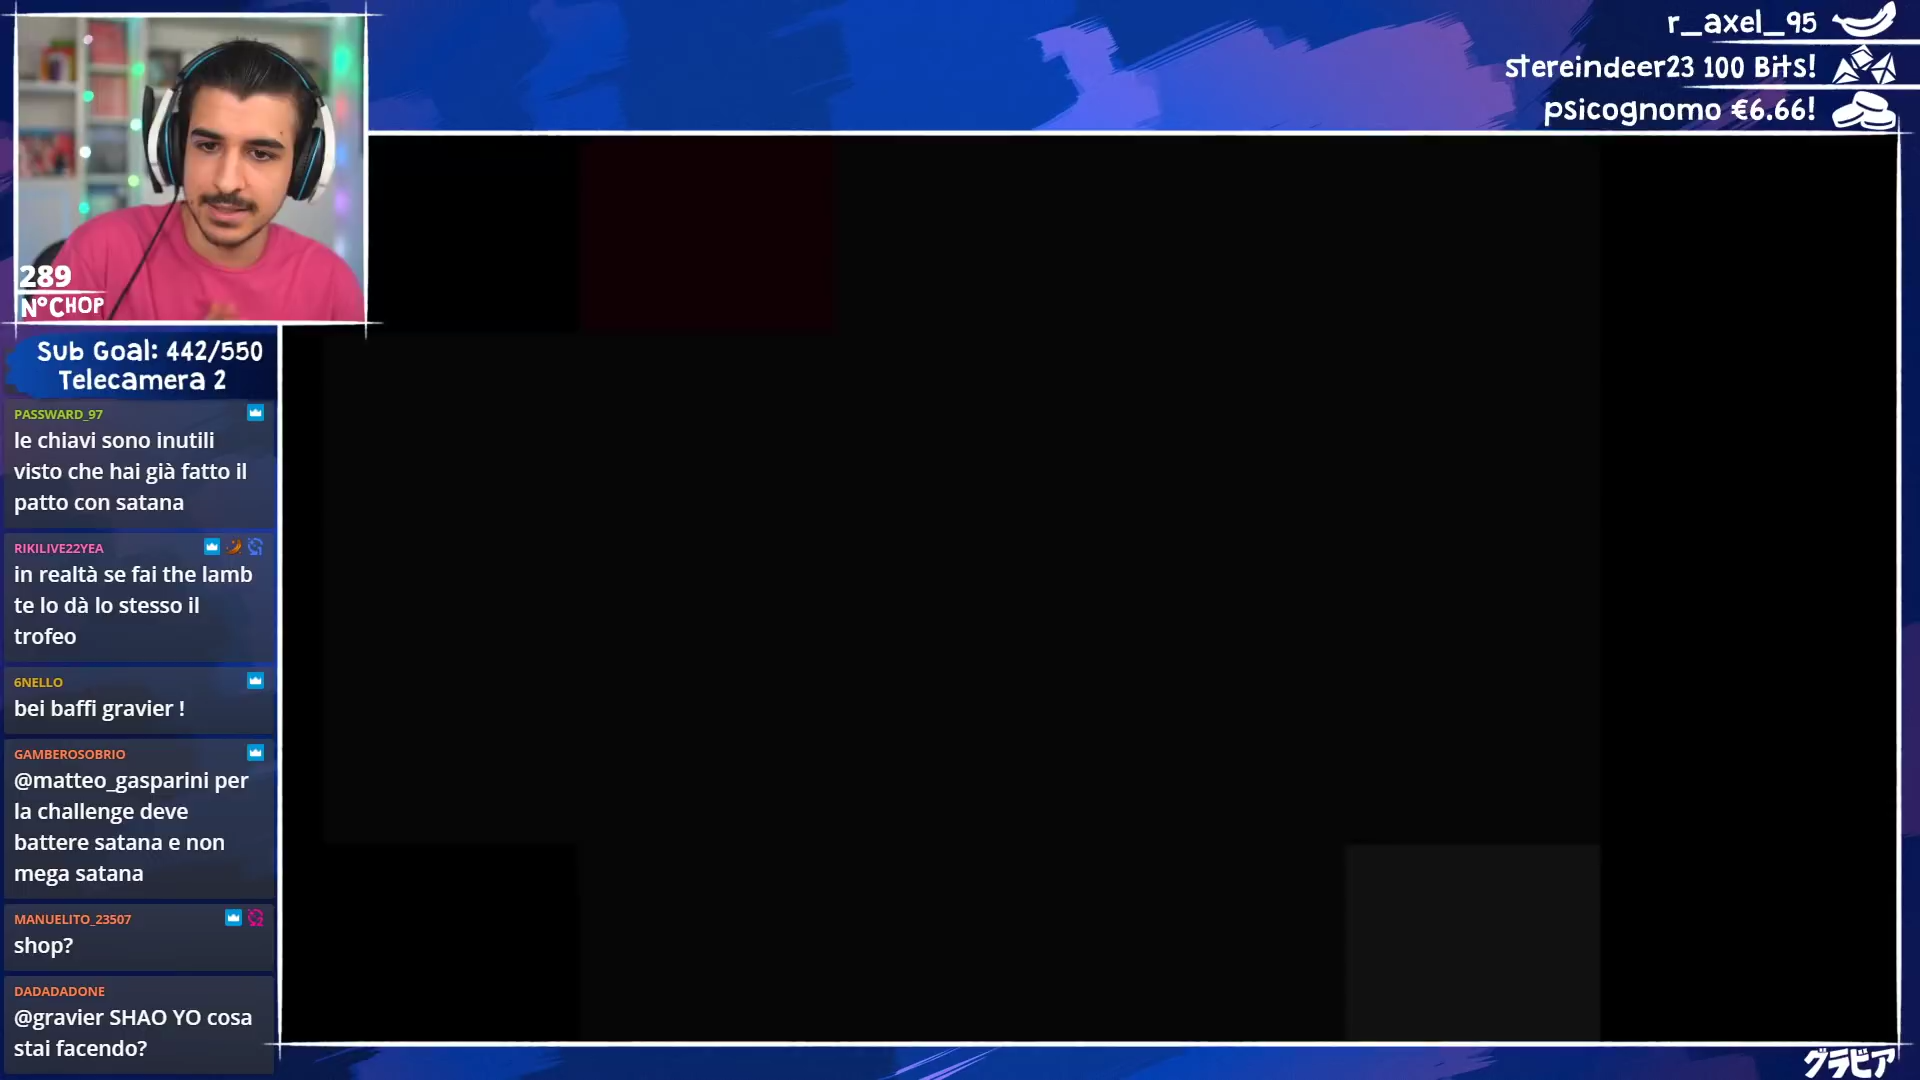 r_axel_95
stereindeer23 100 Bits!
psicognomo €6.66!
289
N°CHOP
Sub Goal: 442/550
Telecamera 2
PASSWARD_97
le chiavi sono inutili
visto che hai già fatto il
patto con satana
RIKILIVE22YEA
in realtà se fai the lamb
te lo dà lo stesso il
trofeo
6NELLO
bei baffi gravier !
GAMBEROSOBRIO
@matteo_gasparini per
la challenge deve
battere satana e non
mega satana
MANUELITO_23507
shop?
DADADADONE
@gravier SHAO YO cosa
stai facendo?
グラビア